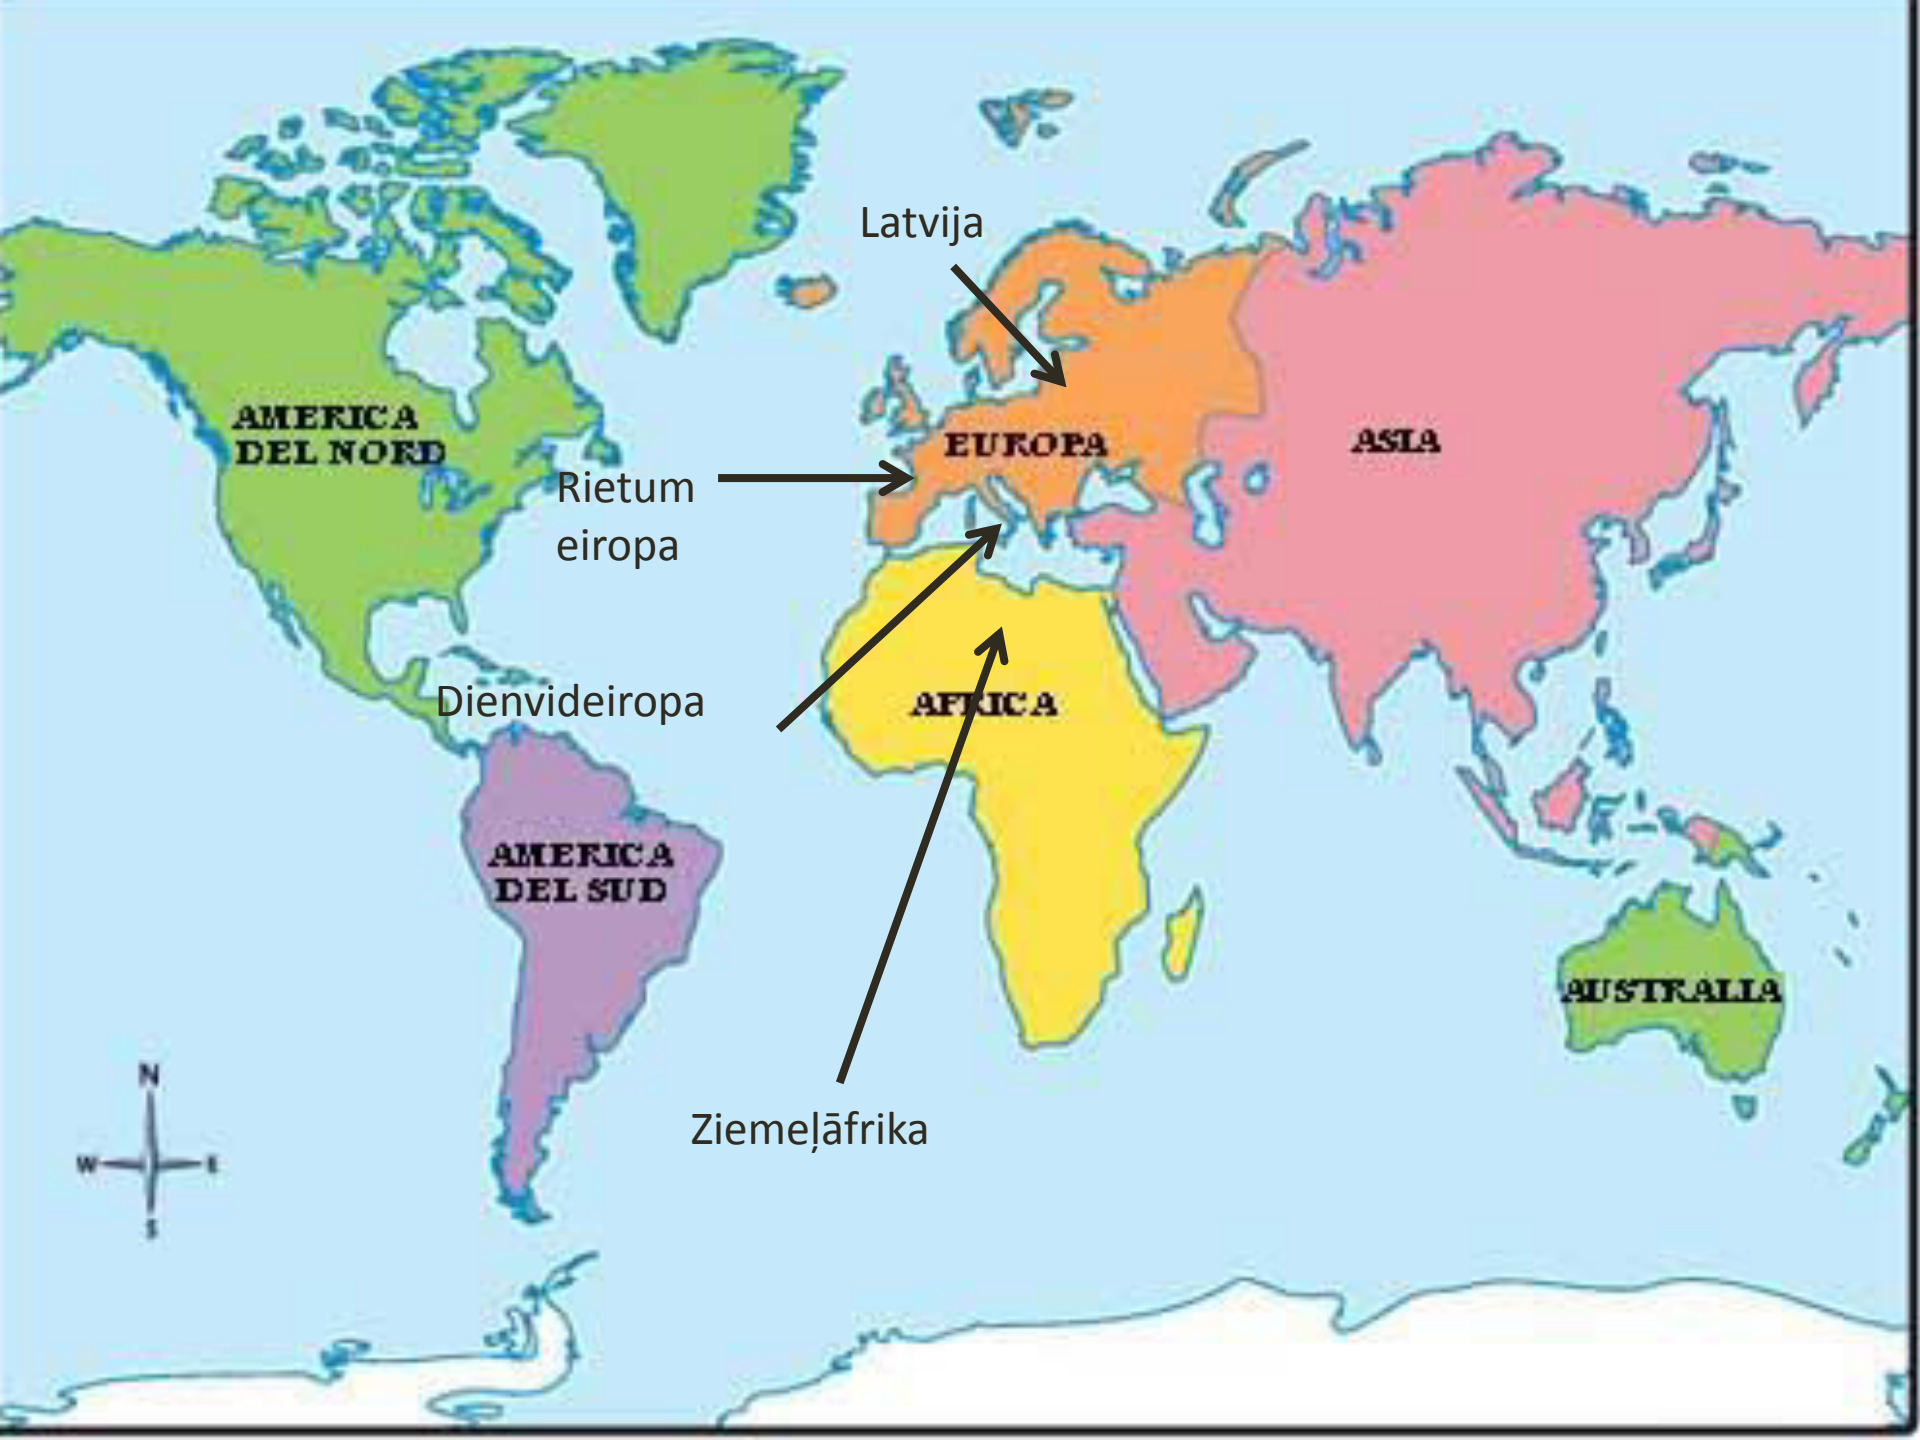 Latvija
AMERICA
DEL NORD
EUROPA
ASIA
Rietum
eiropa
Dienvideiropa
AFRICA
AMERICA
DEL SUD
AUSTRALIA
N
W E
S
Ziemeļāfrika